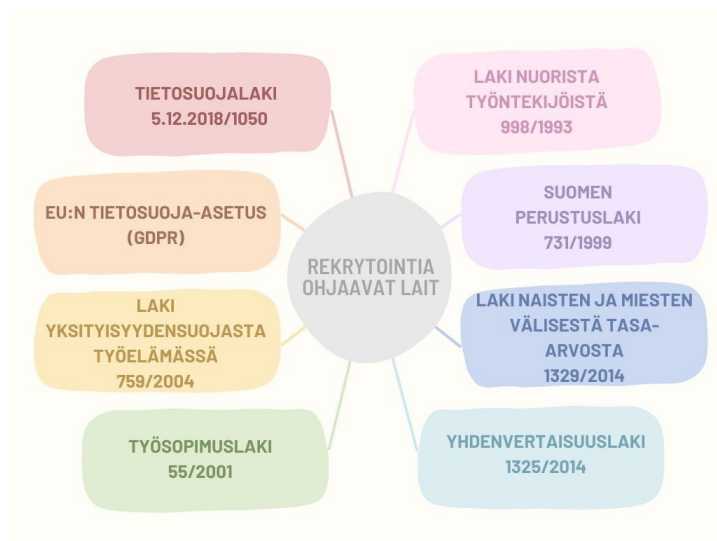 TIETOSUOJALAKI
5.12.2018/1050
LAKI NUORISTA
TYÖNTEKIJÖISTÄ
998/1993
EU:N TIETOSUOJA-ASETUS
(GDPR)
SUOMEN
PERUSTUSLAKI
731/1999
REKRYTOINTIA
OHJAAVAT LAIT
LAKI
YKSITYISYYDENSUOJASTA
TYÖELÄMÄSSÄ
759/2004
LAKI NAISTEN JA MIESTEN
VÄLISESTÄ TASA-
ARVOSTA
1329/2014
TYÖSOPIMUSLAKI
55/2001
YHDENVERTAISUUSLAKI
1325/2014